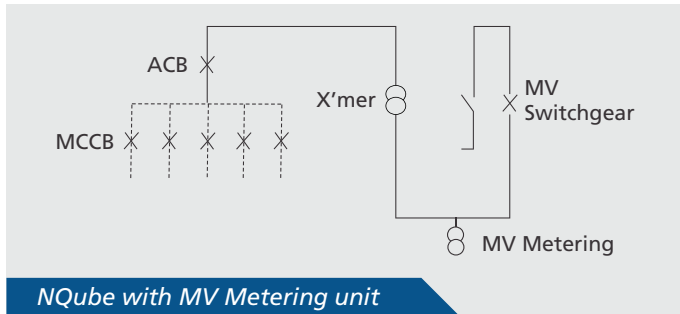 ACB
X’mer
MV
Switchgear
MCCB
MV Metering
NQube with MV Metering unit